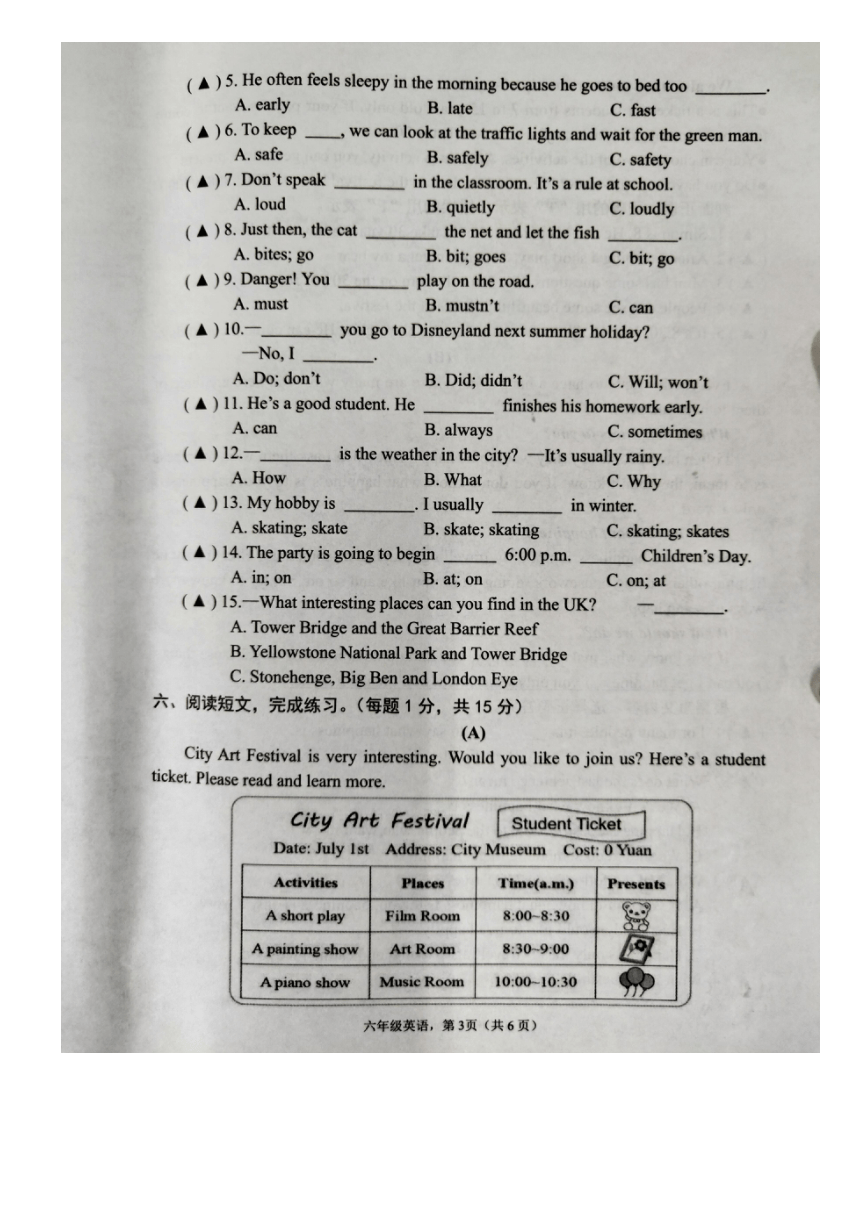 ( ▲ ) 5. He often feels sleepy in the morning because he goes to bed too ________.
A. early B. late C. fast
( ▲ ) 6. To keep ____, we can look at the traffic lights and wait for the green man.
A. safe B. safely C. safety
( ▲ ) 7. Don't speak ________ in the classroom. It's a rule at school.
A. loud B. quietly C. loudly
( ▲ ) 8. Just then, the cat ________ the net and let the fish ________.
A. bites; go B. bit; goes C. bit; go
( ▲ ) 9. Danger! You ________ play on the road.
A. must B. mustn't C. can
( ▲ ) 10.—________ you go to Disneyland next summer holiday?
—No, I ________.
A. Do; don't B. Did; didn't C. Will; won't
( ▲ ) 11. He's a good student. He ________ finishes his homework early.
A. can B. always C. sometimes
( ▲ ) 12.—________ is the weather in the city? —It's usually rainy.
A. How B. What C. Why
( ▲ ) 13. My hobby is ________. I usually ________ in winter.
A. skating; skate B. skate; skating C. skating; skates
( ▲ ) 14. The party is going to begin ______ 6:00 p.m. ______ Children's Day.
A. in; on B. at; on C. on; at
( ▲ ) 15.—What interesting places can you find in the UK? —________.
A. Tower Bridge and the Great Barrier Reef
B. Yellowstone National Park and Tower Bridge
C. Stonehenge, Big Ben and London Eye
六、阅读短文，完成练习。（每题 1 分，共 15 分）
(A)
City Art Festival is very interesting. Would you like to join us? Here's a student
ticket. Please read and learn more.
City Art Festival Student Ticket
Date: July 1st Address: City Museum Cost: 0 Yuan
Activities Places Time(a.m.) Presents
A short play Film Room 8:00~8:30
A painting show Art Room 8:30~9:00
A piano show Music Room 10:00~10:30
六年级英语，第 3页（共 6 页）